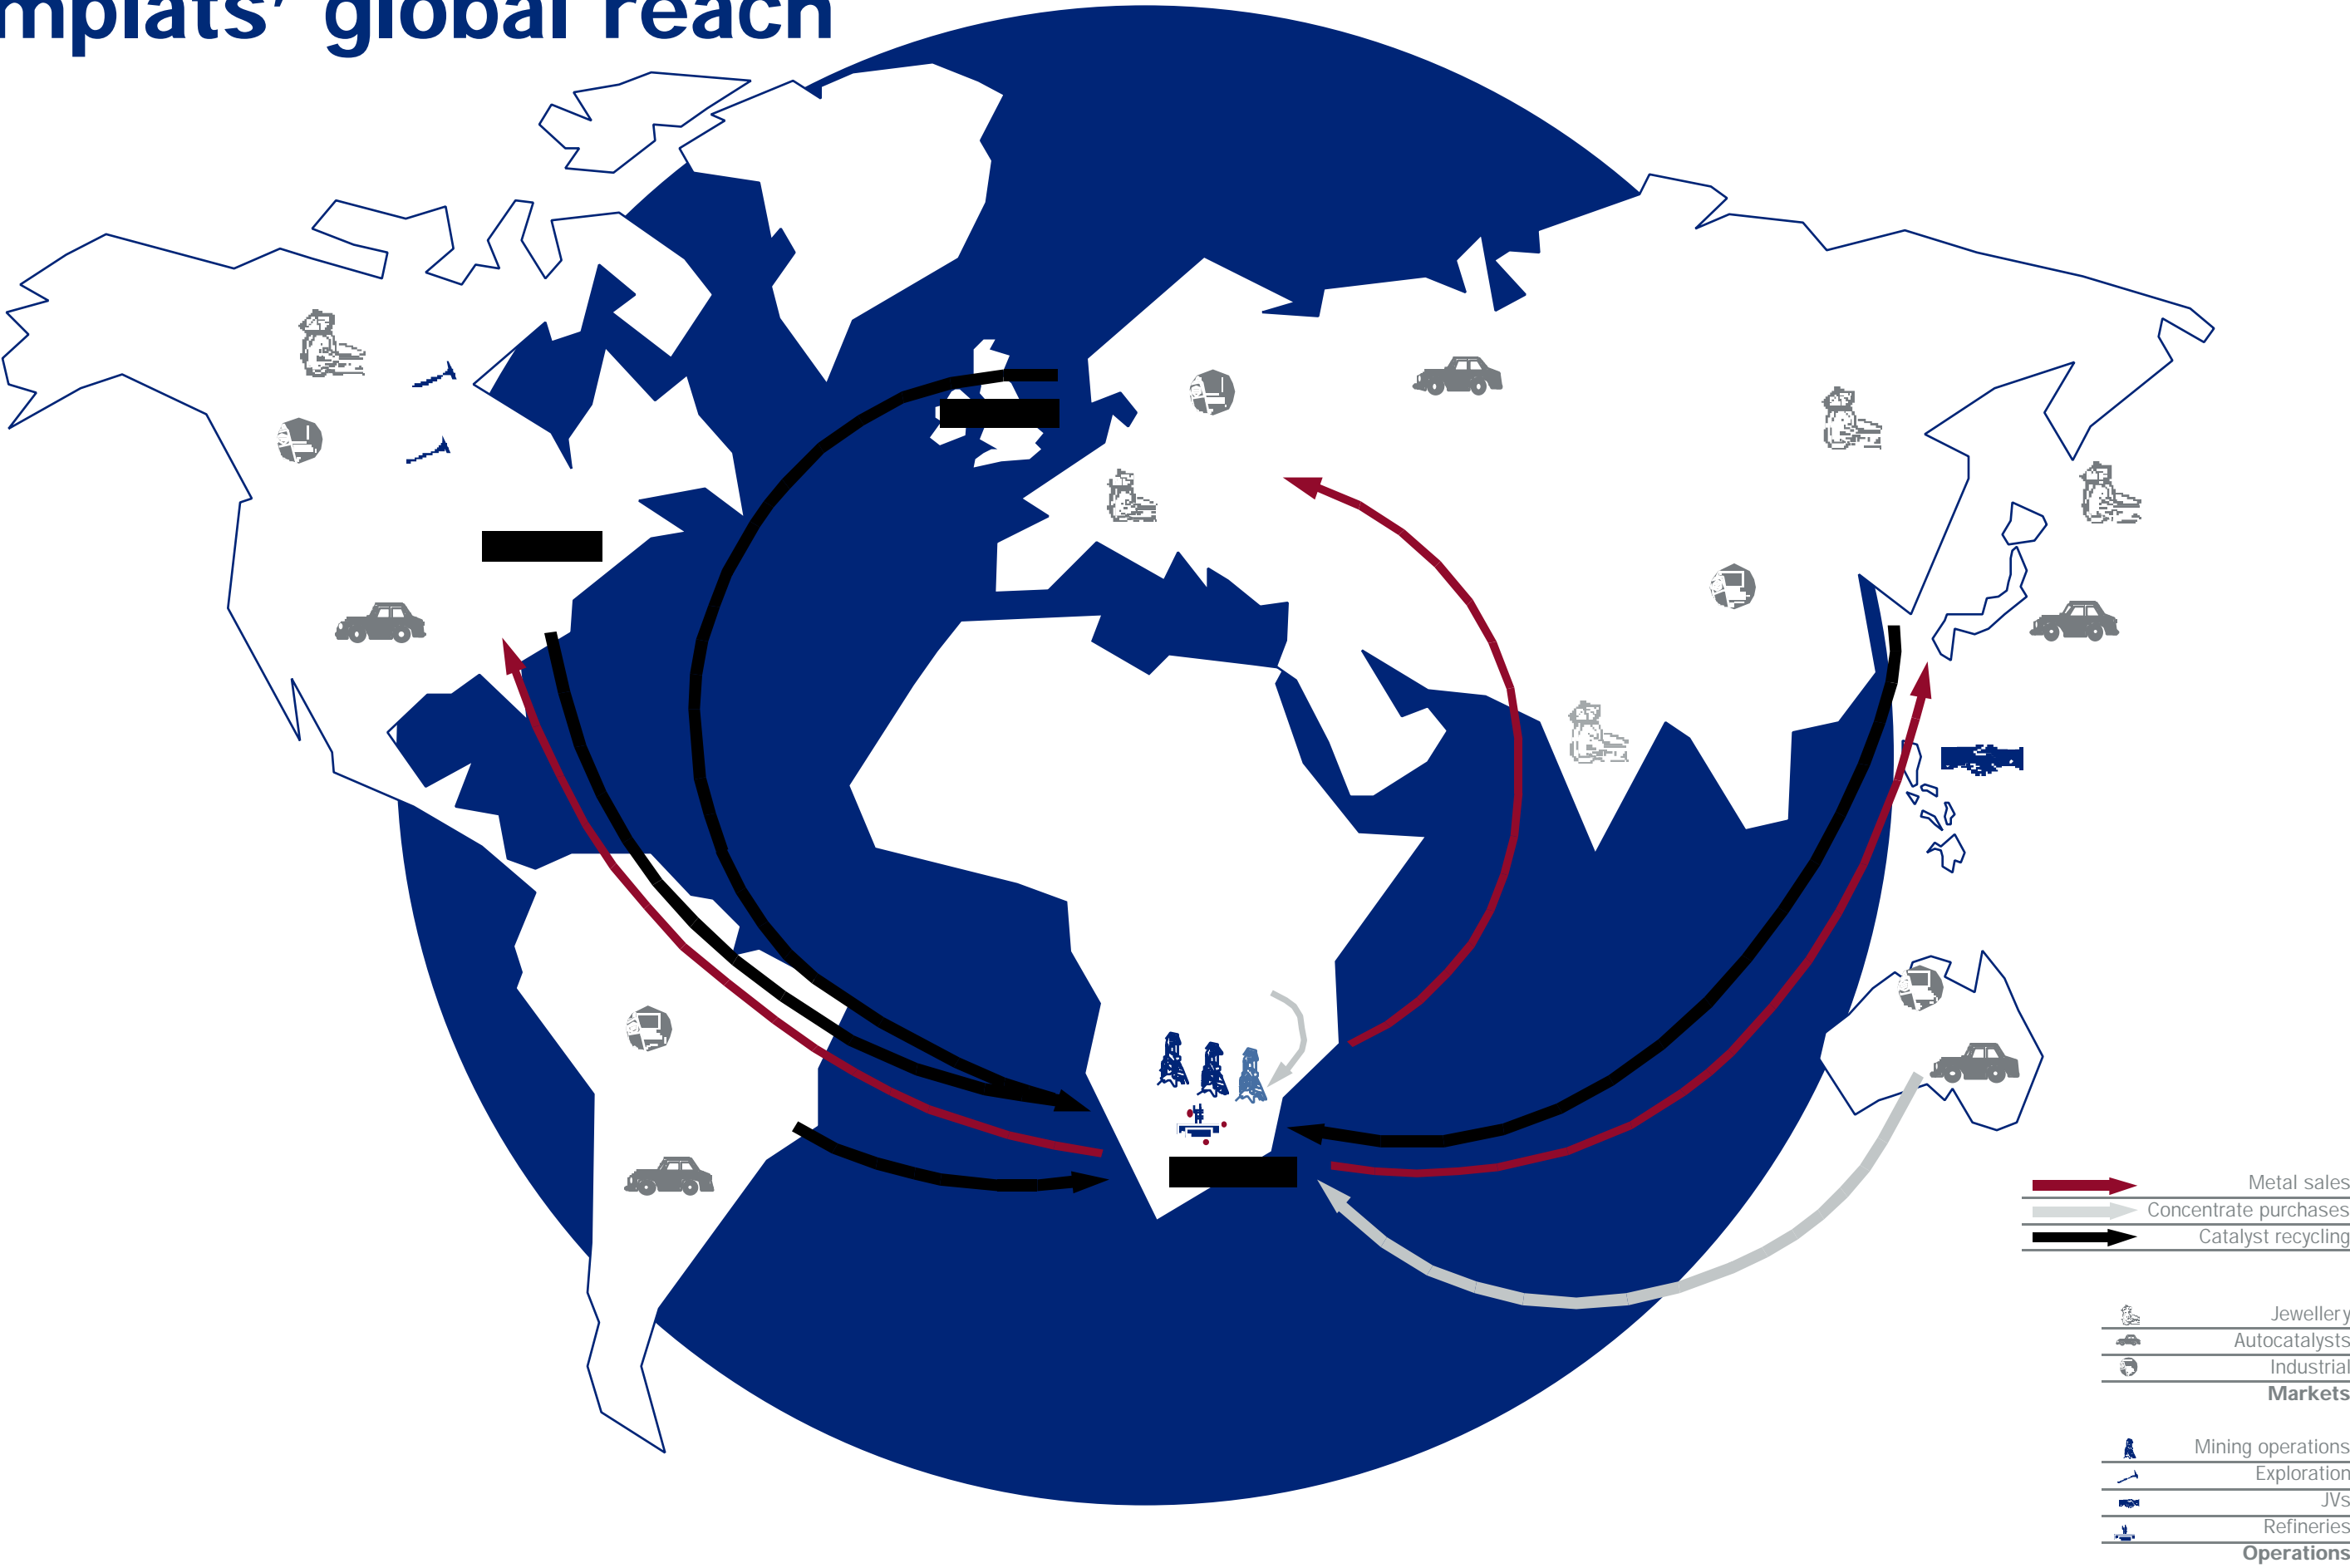 mplats' global reach
Metal sales
Concentrate purchases
Catalyst recycling
Jewellery
Autocatalysts
Industrial
Markets
Mining operations
Exploration
JVs
Refineries
Operations